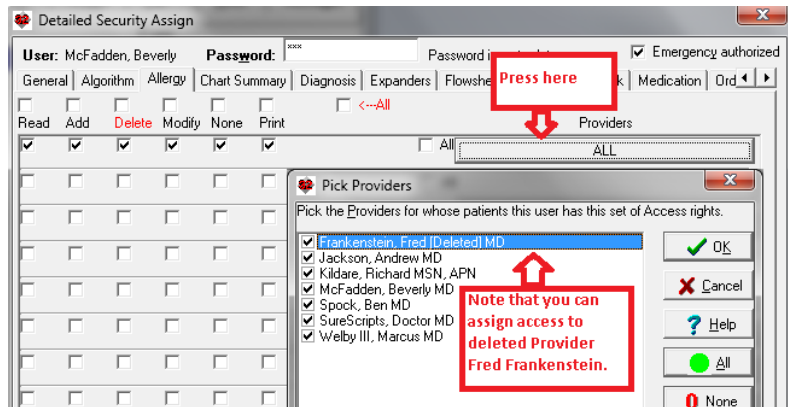 Detailed Security Assign
User: McFadden, Beverly Password: *** Password Emergency authorized
General Algorithm Allergy Chart Summary Diagnosis Expanders Medication
Press here
<---All
Read Add Delete Modify None Print Providers
All ALL
Pick Providers
Pick the Providers for whose patients this user has this set of Access rights.
Frankenstein, Fred [Deleted] MD
Jackson, Andrew MD
Kildare, Richard MSN, APN
McFadden, Beverly MD
Spock, Ben MD
SureScripts, Doctor MD
Welby III, Marcus MD
Note that you can
assign access to
deleted Provider
Fred Frankenstein.
OK
Cancel
Help
All
None